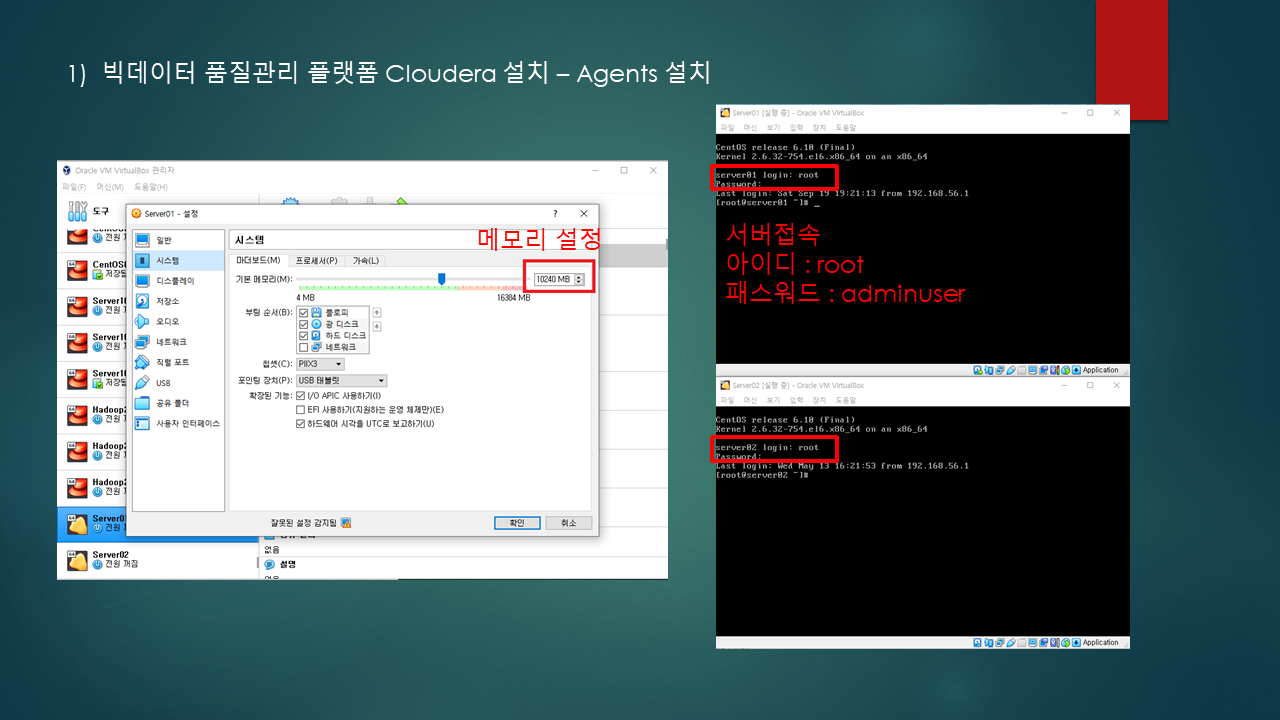 1) 빅데이터 품질관리 플랫폼 Cloudera 설치 – Agents 설치
Oracle VM VirtualBox 관리자
파일(F) 머신(M) 도움말(H)
도구
전원
CentOS
저장됨
Server10
전원
Server10
전원
Server10
저장됨
Hadoop2
전원
Hadoop2
전원
Hadoop2
전원
Server0
전원
Server02
전원 꺼짐
없음
설명
Server01 - 설정
일반
시스템
디스플레이
저장소
오디오
네트워크
직렬 포트
USB
공유 폴더
사용자 인터페이스
시스템
메모리 설정
마더보드(M) 프로세서(P) 가속(L)
기본 메모리(M): 10240 MB
4 MB 16384 MB
부팅 순서(B): 플로피
광 디스크
하드 디스크
네트워크
칩셋(C): PIIX3
포인팅 장치(P): USB 태블릿
확장된 기능: I/O APIC 사용하기(I)
EFI 사용하기(지원하는 운영 체제만)(E)
하드웨어 시각을 UTC로 보고하기(U)
잘못된 설정 감지됨 확인 취소
Server01 [실행 중] - Oracle VM VirtualBox
파일 머신 보기 입력 장치 도움말
CentOS release 6.10 (Final)
Kernel 2.6.32-754.el6.x86_64 on an x86_64
server01 login: root
Password:
Last login: Sat Sep 19 19:21:13 from 192.168.56.1
[root@server01 ~]# _
서버접속
아이디 : root
패스워드 : adminuser
Application
Server02 [실행 중] - Oracle VM VirtualBox
파일 머신 보기 입력 장치 도움말
CentOS release 6.10 (Final)
Kernel 2.6.32-754.el6.x86_64 on an x86_64
server02 login: root
Password:
Last login: Wed May 13 16:21:53 from 192.168.56.1
[root@server02 ~]#
Application